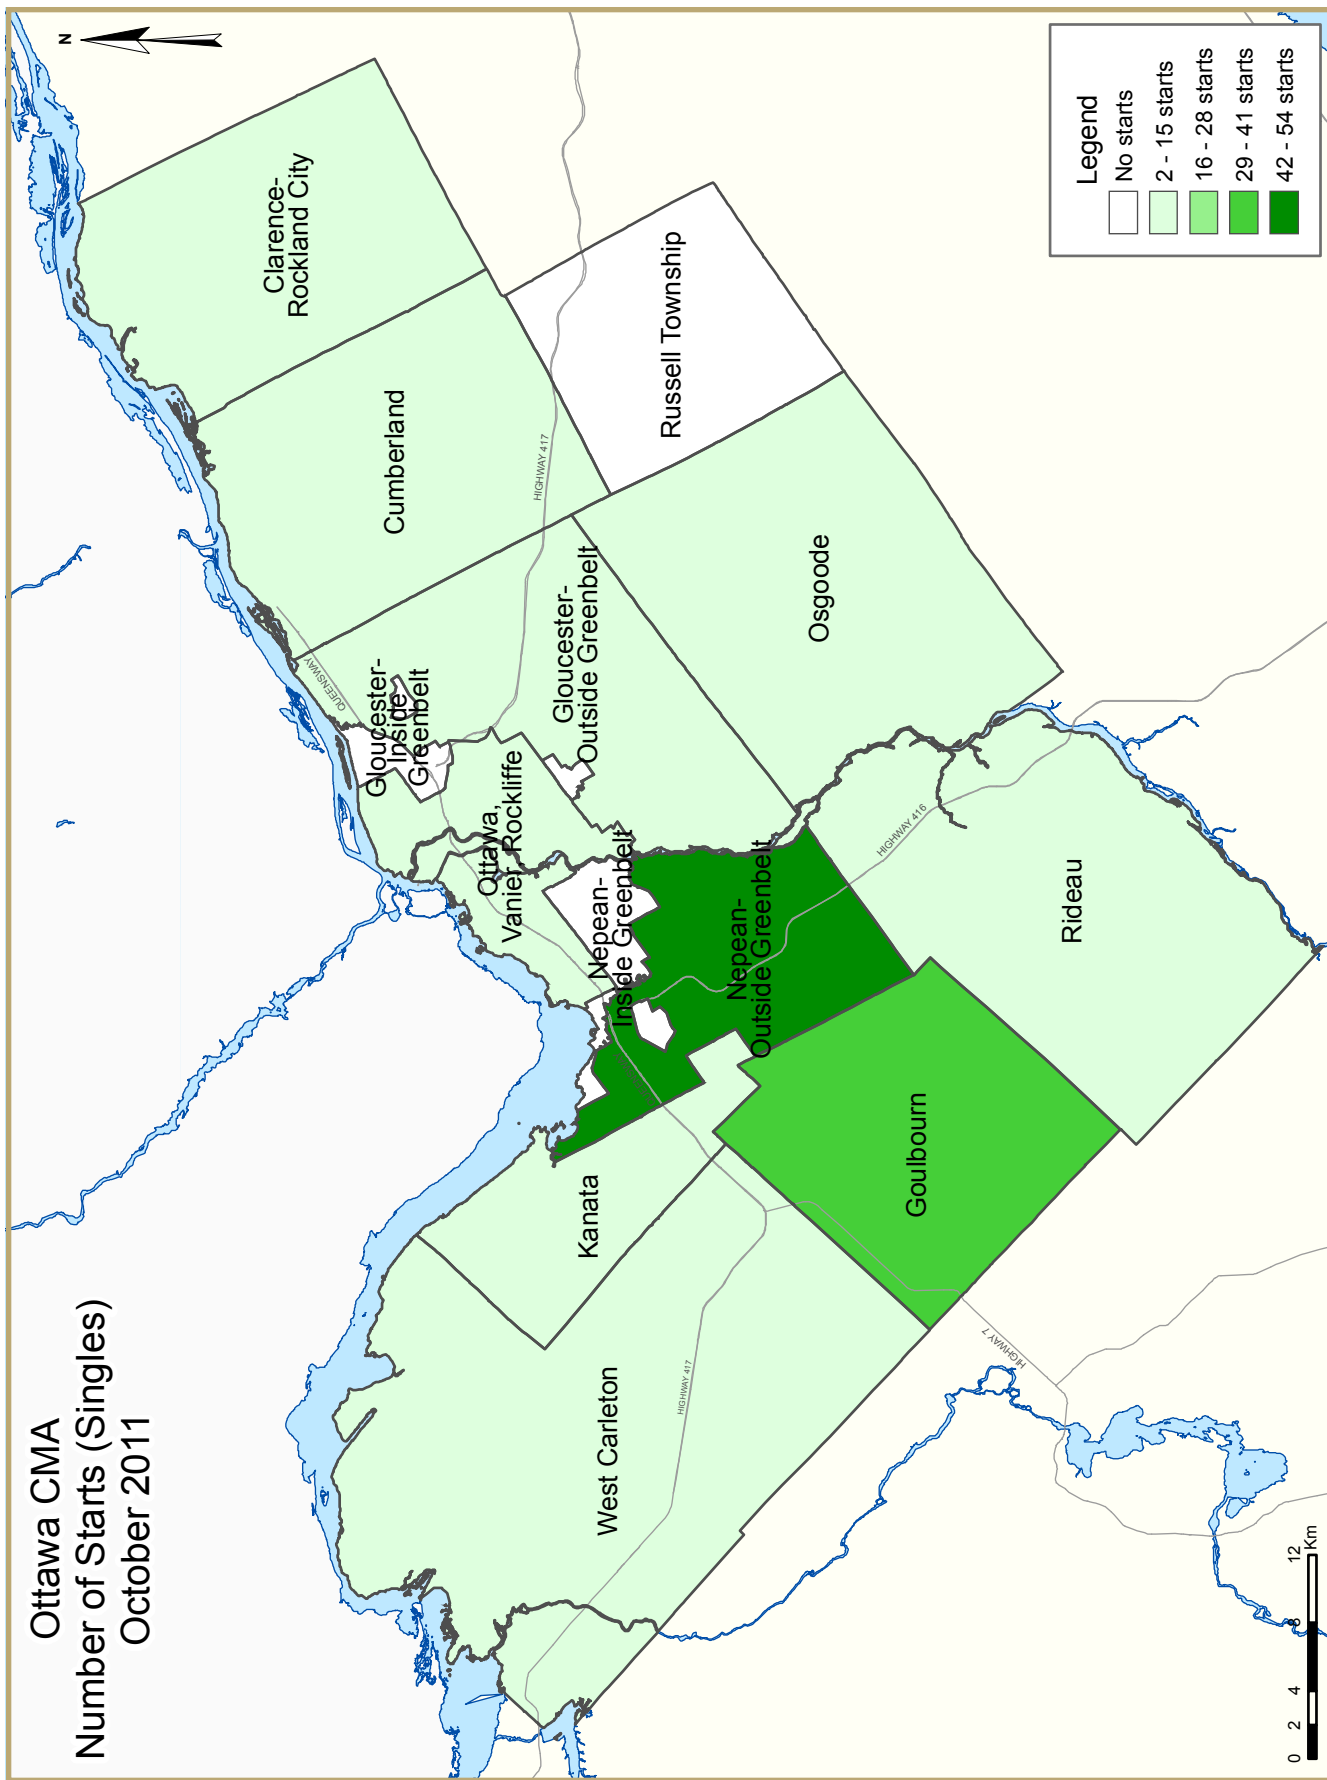 Ottawa CMA
Number of Starts (Singles)
October 2011
N
Clarence-
Rockland City
Cumberland
Russell Township
HIGHWAY 417
QUEENSWAY
Gloucester-
Inside
Greenbelt
Gloucester-
Outside Greenbelt
Osgoode
Ottawa,
Vanier, Rockliffe
Nepean-
Inside Greenbelt
Nepean-
Outside Greenbelt
HIGHWAY 416
Rideau
Kanata
Goulbourn
West Carleton
HIGHWAY 417
HIGHWAY 7
Legend
No starts
2 - 15 starts
16 - 28 starts
29 - 41 starts
42 - 54 starts
0 2 4 8 12
Km